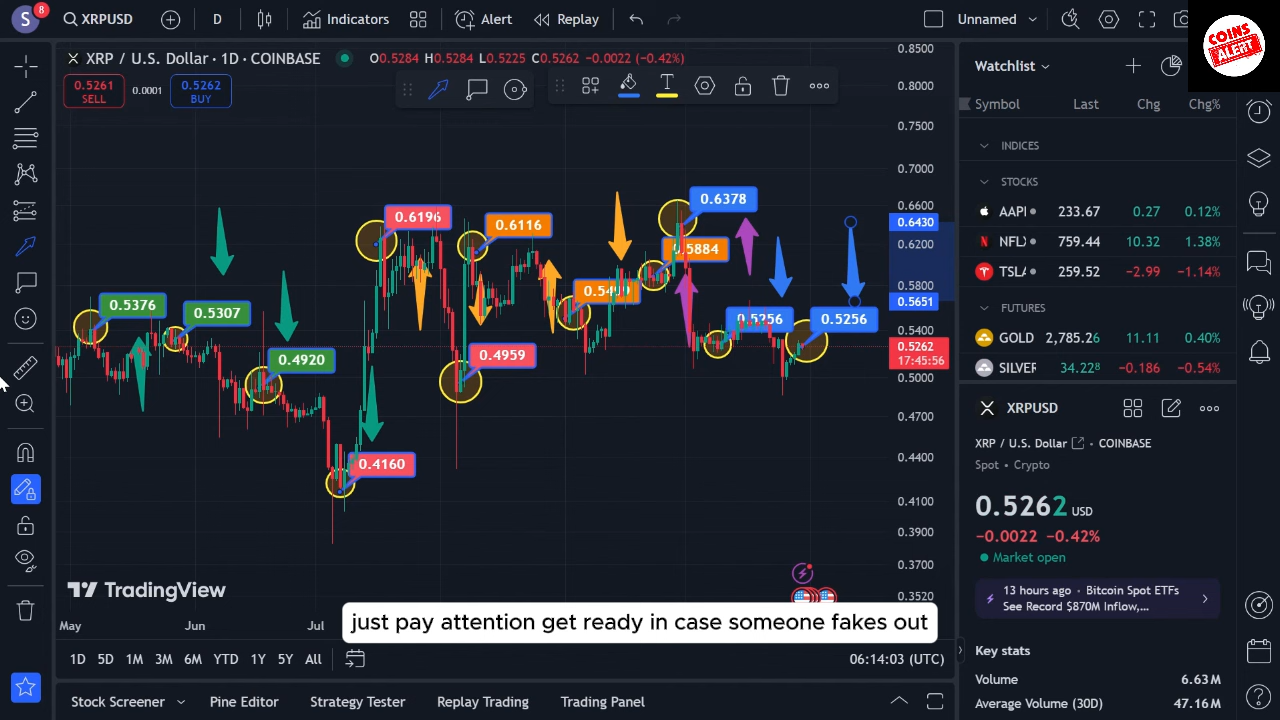 S 8 XRPUSD D Indicators Alert Replay Unnamed
COINS ALERT
XRP / U.S. Dollar · 1D · COINBASE O0.5284 H0.5284 L0.5225 C0.5262 -0.0022 (-0.42%)
0.5261 SELL 0.0001 0.5262 BUY
T
Watchlist
Symbol Last Chg Chg%
INDICES
STOCKS
AAPL 233.67 0.27 0.12%
NFL 759.44 10.32 1.38%
TSL 259.52 -2.99 -1.14%
FUTURES
GOLD 2,785.26 11.11 0.40%
SILVER 34.228 -0.186 -0.54%
0.8500
0.8000
0.7500
0.7000
0.6600
0.6430
0.6200
0.5800
0.5651
0.5400
0.5262
17:45:56
0.5000
0.4700
0.4400
0.4100
0.3900
0.3700
0.3520
0.5376
0.5307
0.4920
0.4160
0.6196
0.4959
0.6116
0.5499
0.5884
0.6378
0.5256
0.5256
TradingView
just pay attention get ready in case someone fakes out
May Jun Jul
1D 5D 1M 3M 6M YTD 1Y 5Y All 06:14:03 (UTC)
Stock Screener Pine Editor Strategy Tester Replay Trading Trading Panel
XRPUSD
XRP / U.S. Dollar · COINBASE
Spot · Crypto
0.5262 USD
-0.0022 -0.42%
Market open
13 hours ago · Bitcoin Spot ETFs
See Record $870M Inflow,...
Key stats
Volume 6.63M
Average Volume (30D) 47.16M